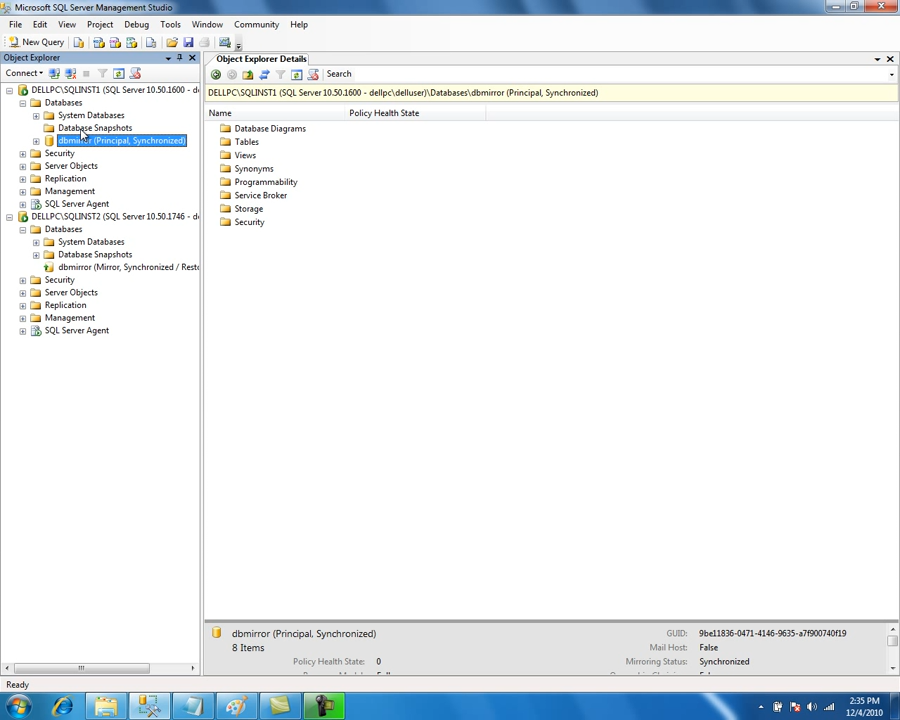 Microsoft SQL Server Management Studio
File Edit View Project Debug Tools Window Community Help
New Query
Object Explorer
Connect
DELLPC\SQLINST1 (SQL Server 10.50.1600 - de
Databases
System Databases
Database Snapshots
dbmirror (Principal, Synchronized)
Security
Server Objects
Replication
Management
SQL Server Agent
DELLPC\SQLINST2 (SQL Server 10.50.1746 - de
Databases
System Databases
Database Snapshots
dbmirror (Mirror, Synchronized / Resto
Security
Server Objects
Replication
Management
SQL Server Agent
Object Explorer Details
Search
DELLPC\SQLINST1 (SQL Server 10.50.1600 - dellpc\delluser)\Databases\dbmirror (Principal, Synchronized)
Name Policy Health State
Database Diagrams
Tables
Views
Synonyms
Programmability
Service Broker
Storage
Security
dbmirror (Principal, Synchronized)
8 Items
Policy Health State: 0
GUID: 9be11836-0471-4146-9635-a7f900740f19
Mail Host: False
Mirroring Status: Synchronized
Ready
2:35 PM
12/4/2010